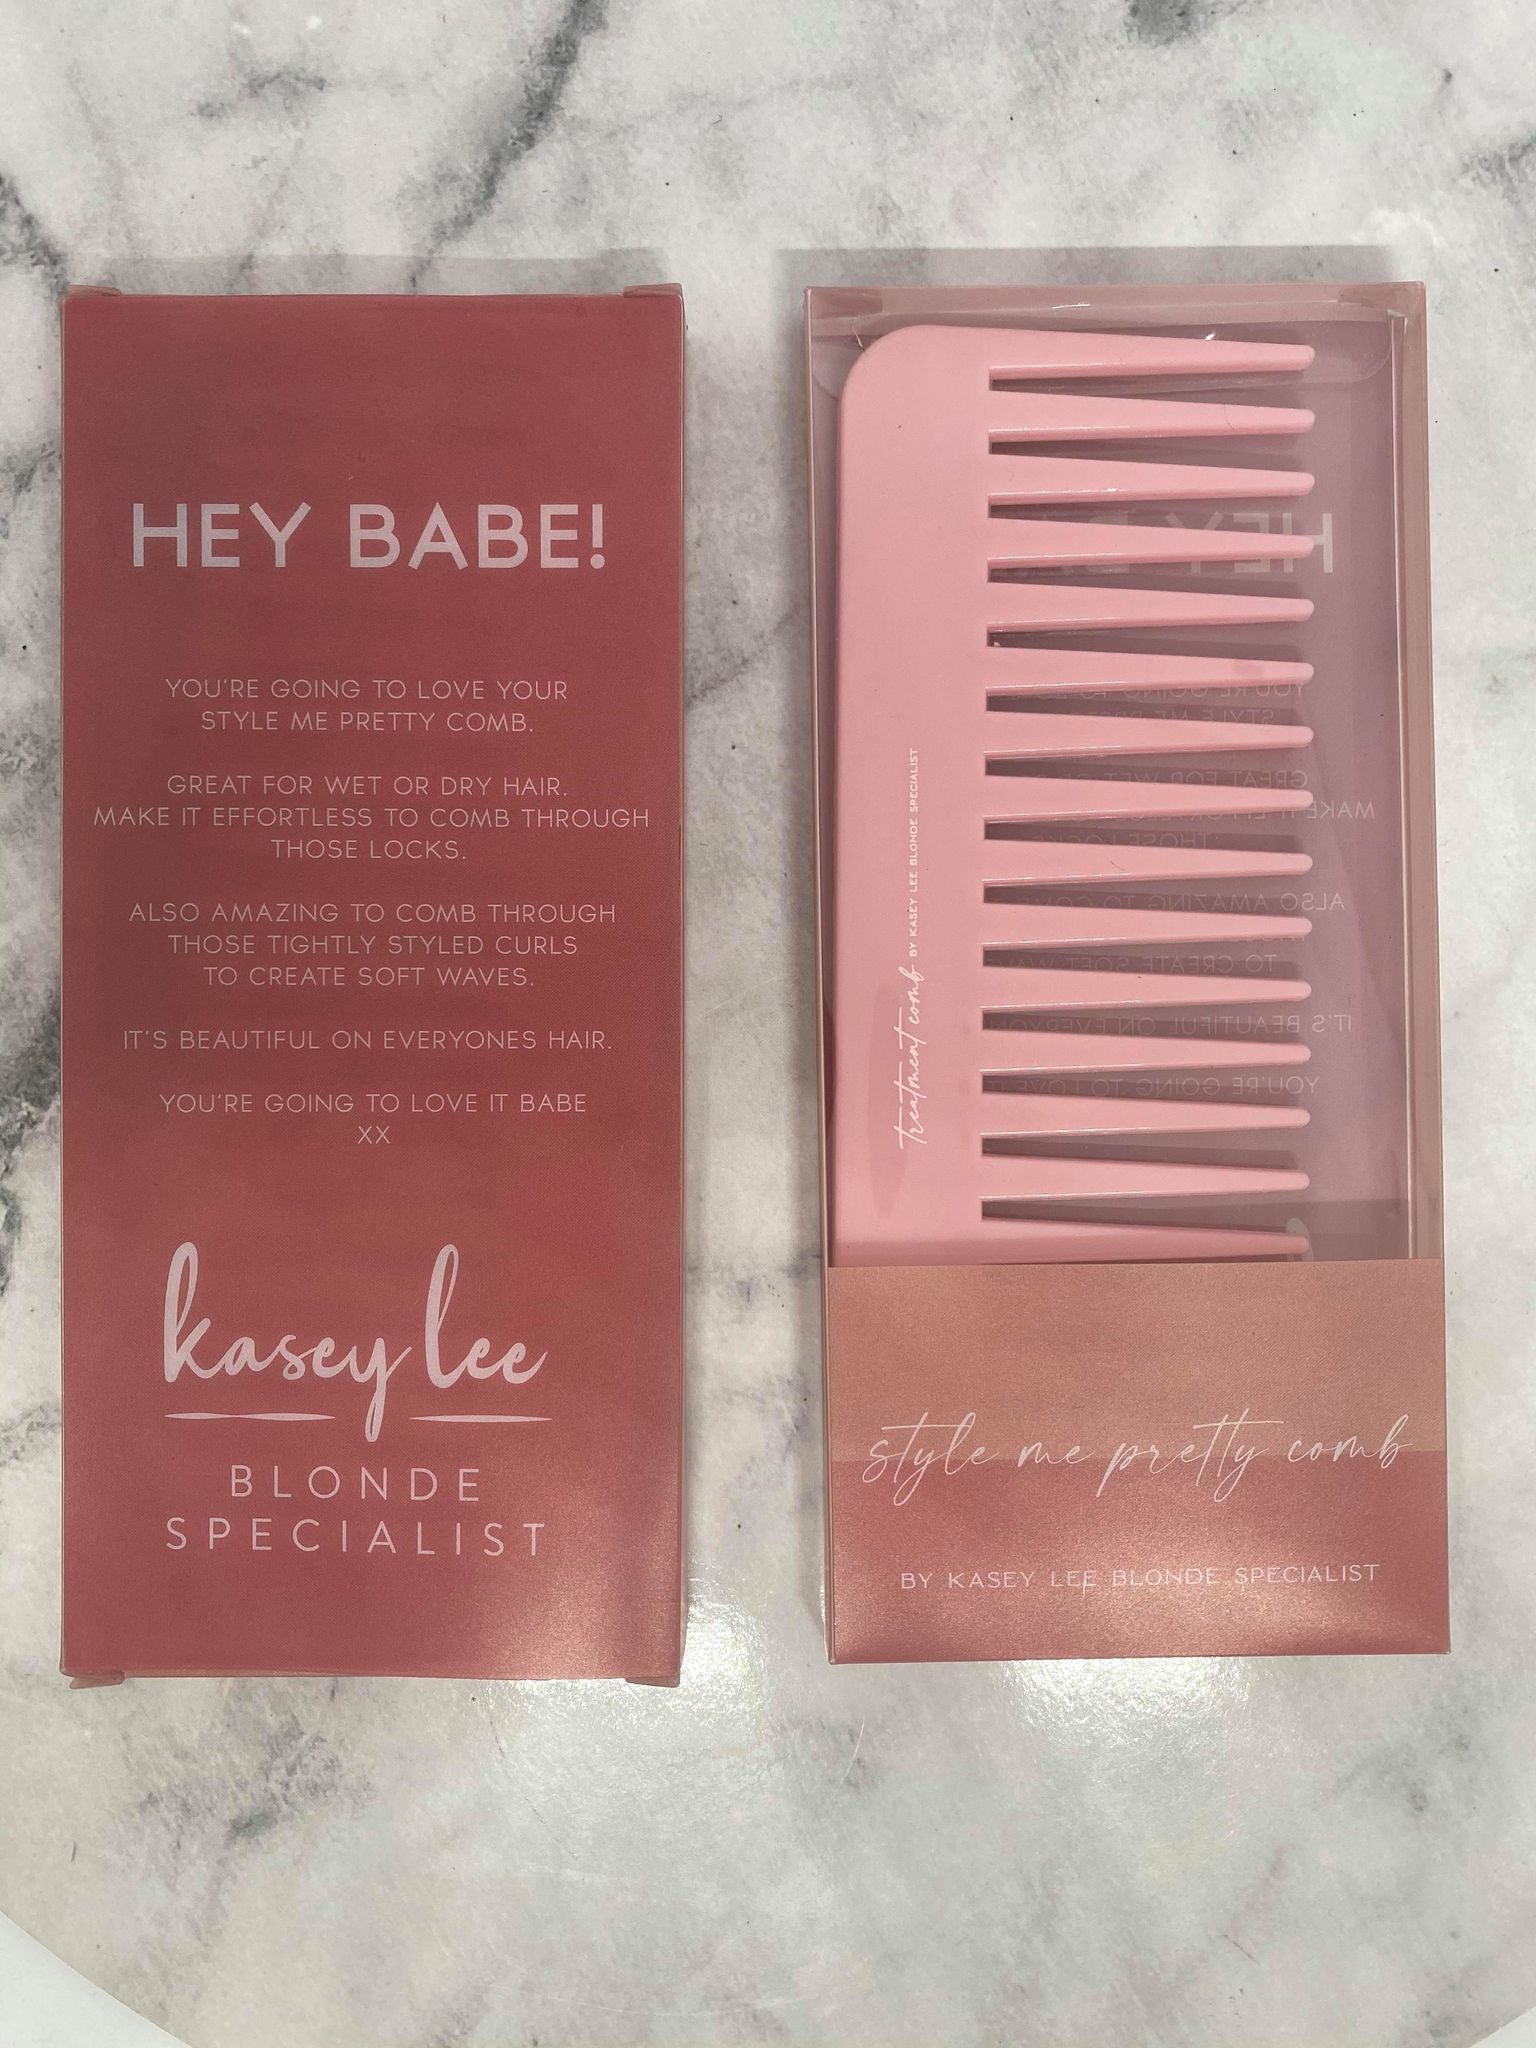 HEY BABE!
YOU'RE GOING TO LOVE YOUR
STYLE ME PRETTY COMB.
GREAT FOR WET OR DRY HAIR.
MAKE IT EFFORTLESS TO COMB THROUGH
THOSE LOCKS.
ALSO AMAZING TO COMB THROUGH
THOSE TIGHTLY STYLED CURLS
TO CREATE SOFT WAVES.
IT'S BEAUTIFUL ON EVERYONES HAIR.
YOU'RE GOING TO LOVE IT BABE
XX
kasey lee
BLONDE
SPECIALIST
treatment comb BY KASEY LEE BLONDE SPECIALIST
style me pretty comb
BY KASEY LEE BLONDE SPECIALIST